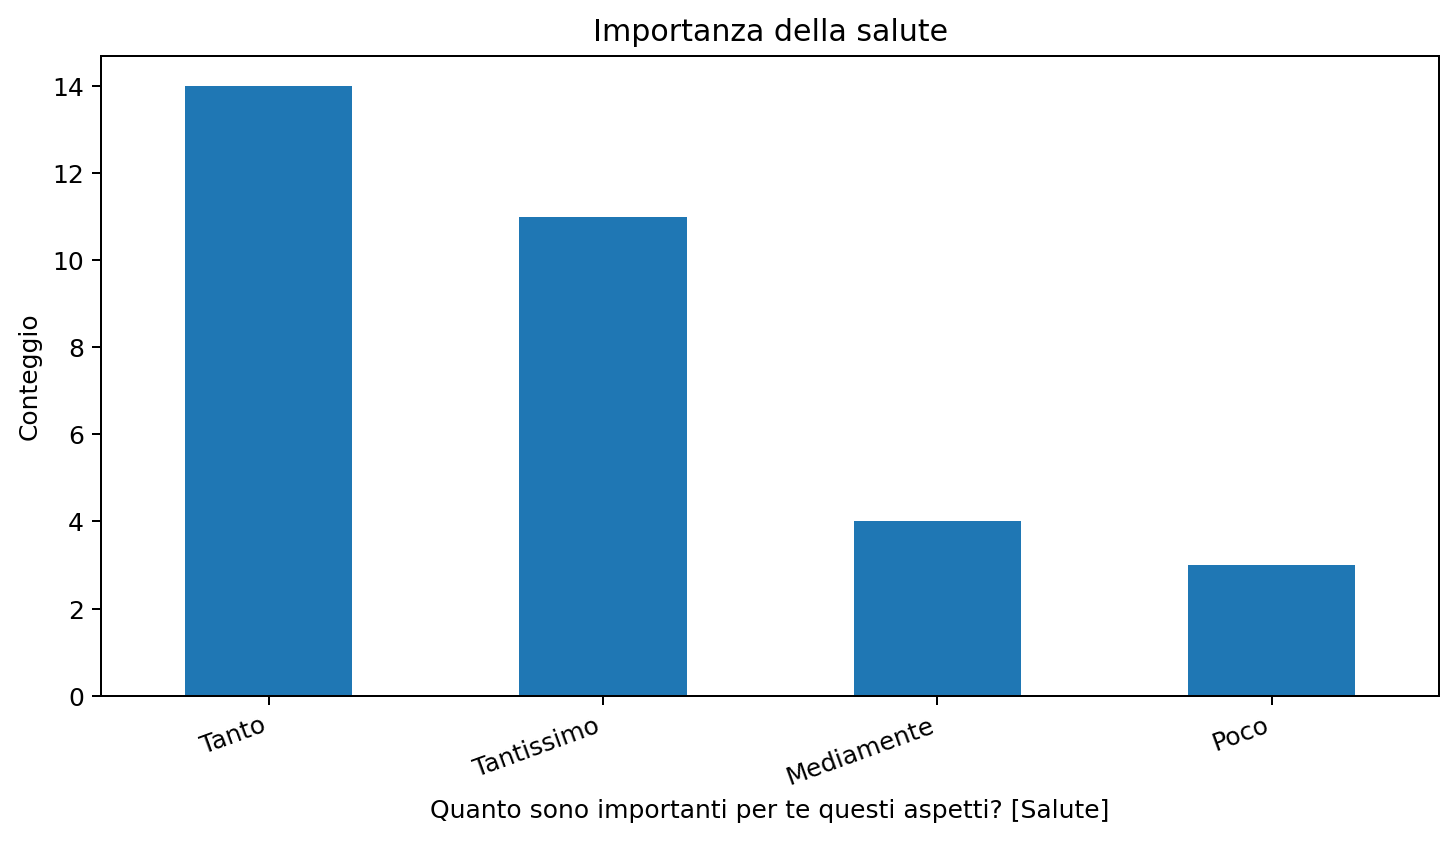 Importanza della salute
Conteggio
14
12
10
8
6
4
2
0
Tanto
Tantissimo
Mediamente
Poco
Quanto sono importanti per te questi aspetti? [Salute]